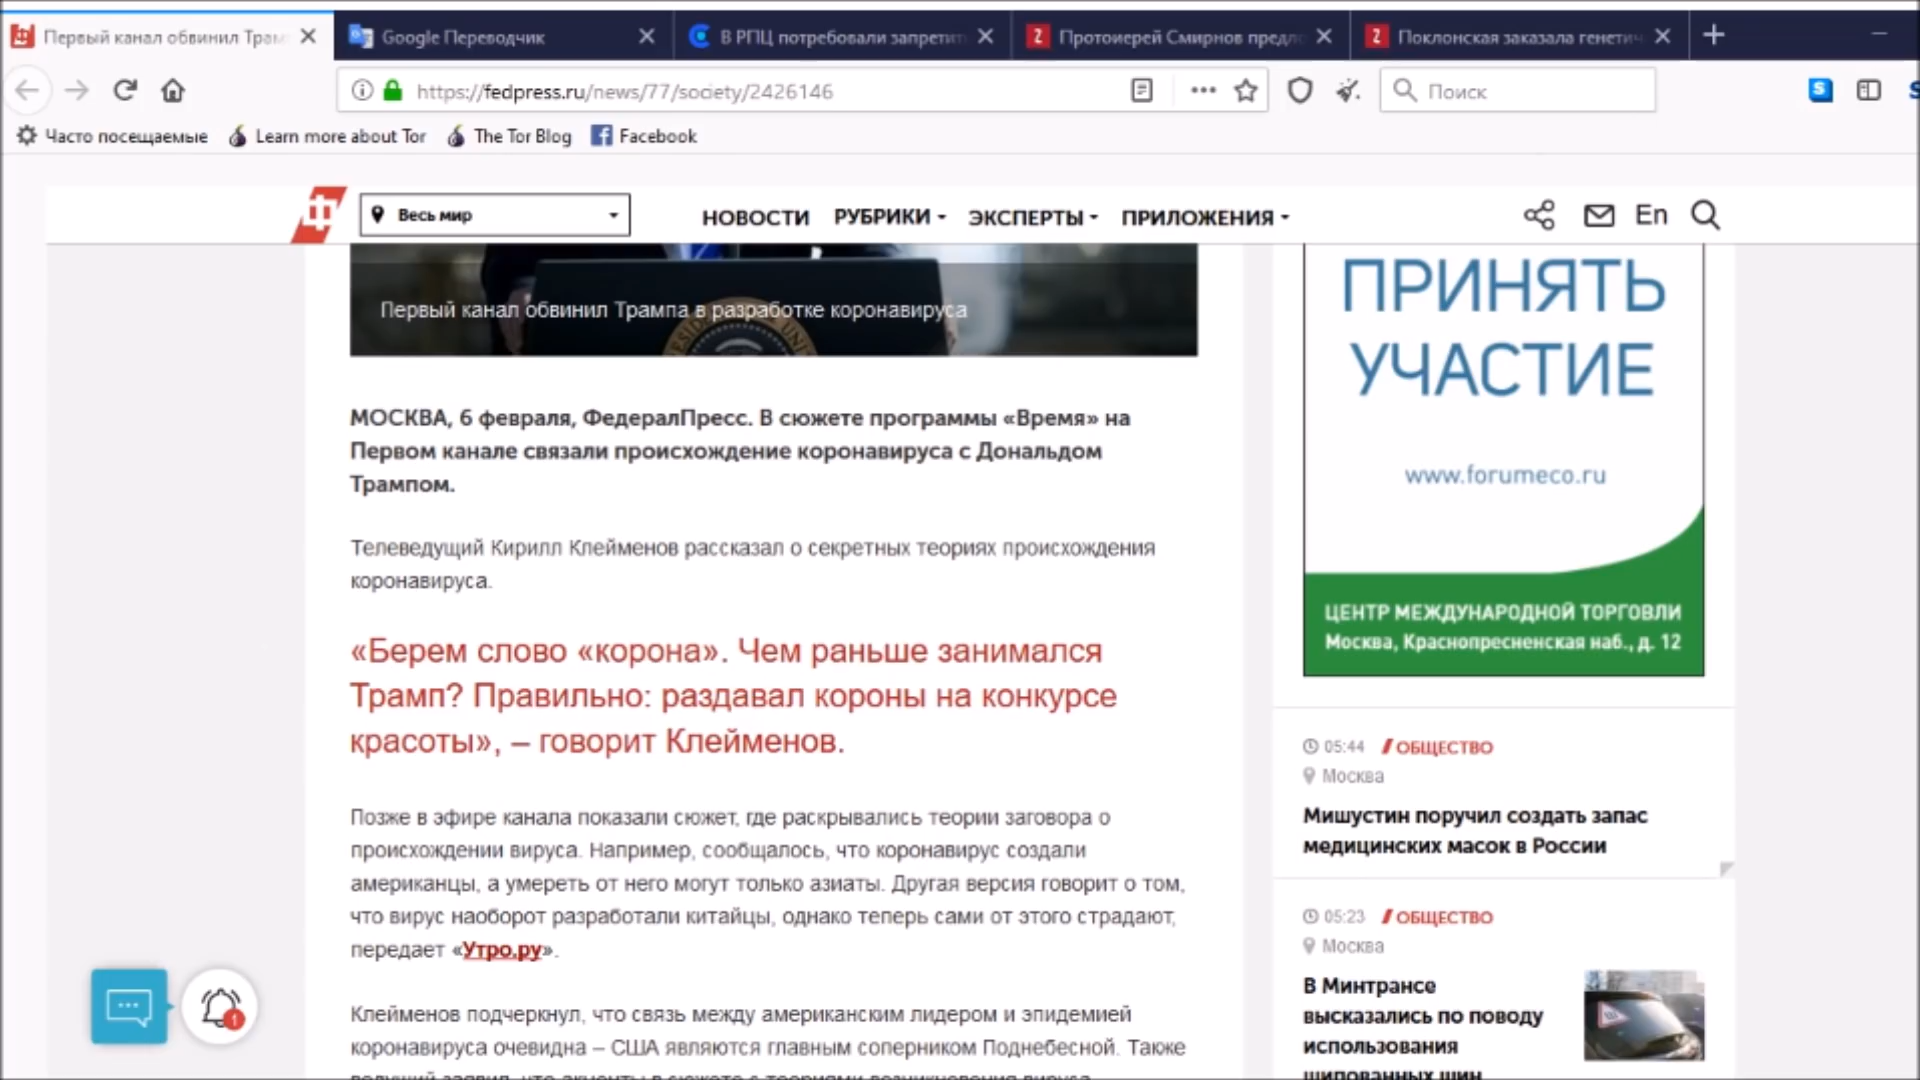 Первый канал обвинил Трам
Google Переводчик
В РПЦ потребовали запретит
Протоиерей Смирнов предло
Поклонская заказала генетич
https://fedpress.ru/news/77/society/2426146
Поиск
Часто посещаемые
Learn more about Tor
The Tor Blog
Facebook
Весь мир
НОВОСТИ
РУБРИКИ
ЭКСПЕРТЫ
ПРИЛОЖЕНИЯ
En
Первый канал обвинил Трампа в разработке коронавируса
МОСКВА, 6 февраля, ФедералПресс. В сюжете программы «Время» на
Первом канале связали происхождение коронавируса с Дональдом
Трампом.
Телеведущий Кирилл Клейменов рассказал о секретных теориях происхождения
коронавируса.
«Берем слово «корона». Чем раньше занимался
Трамп? Правильно: раздавал короны на конкурсе
красоты», – говорит Клейменов.
Позже в эфире канала показали сюжет, где раскрывались теории заговора о
происхождении вируса. Например, сообщалось, что коронавирус создали
американцы, а умереть от него могут только азиаты. Другая версия говорит о том,
что вирус наоборот разработали китайцы, однако теперь сами от этого страдают,
передает «Утро.ру».
Клейменов подчеркнул, что связь между американским лидером и эпидемией
коронавируса очевидна – США являются главным соперником Поднебесной. Также
ПРИНЯТЬ
УЧАСТИЕ
www.forumeco.ru
ЦЕНТР МЕЖДУНАРОДНОЙ ТОРГОВЛИ
Москва, Краснопресненская наб., д. 12
05:44 ОБЩЕСТВО
Москва
Мишустин поручил создать запас
медицинских масок в России
05:23 ОБЩЕСТВО
Москва
В Минтрансе
высказались по поводу
использования
шипованных шин
1